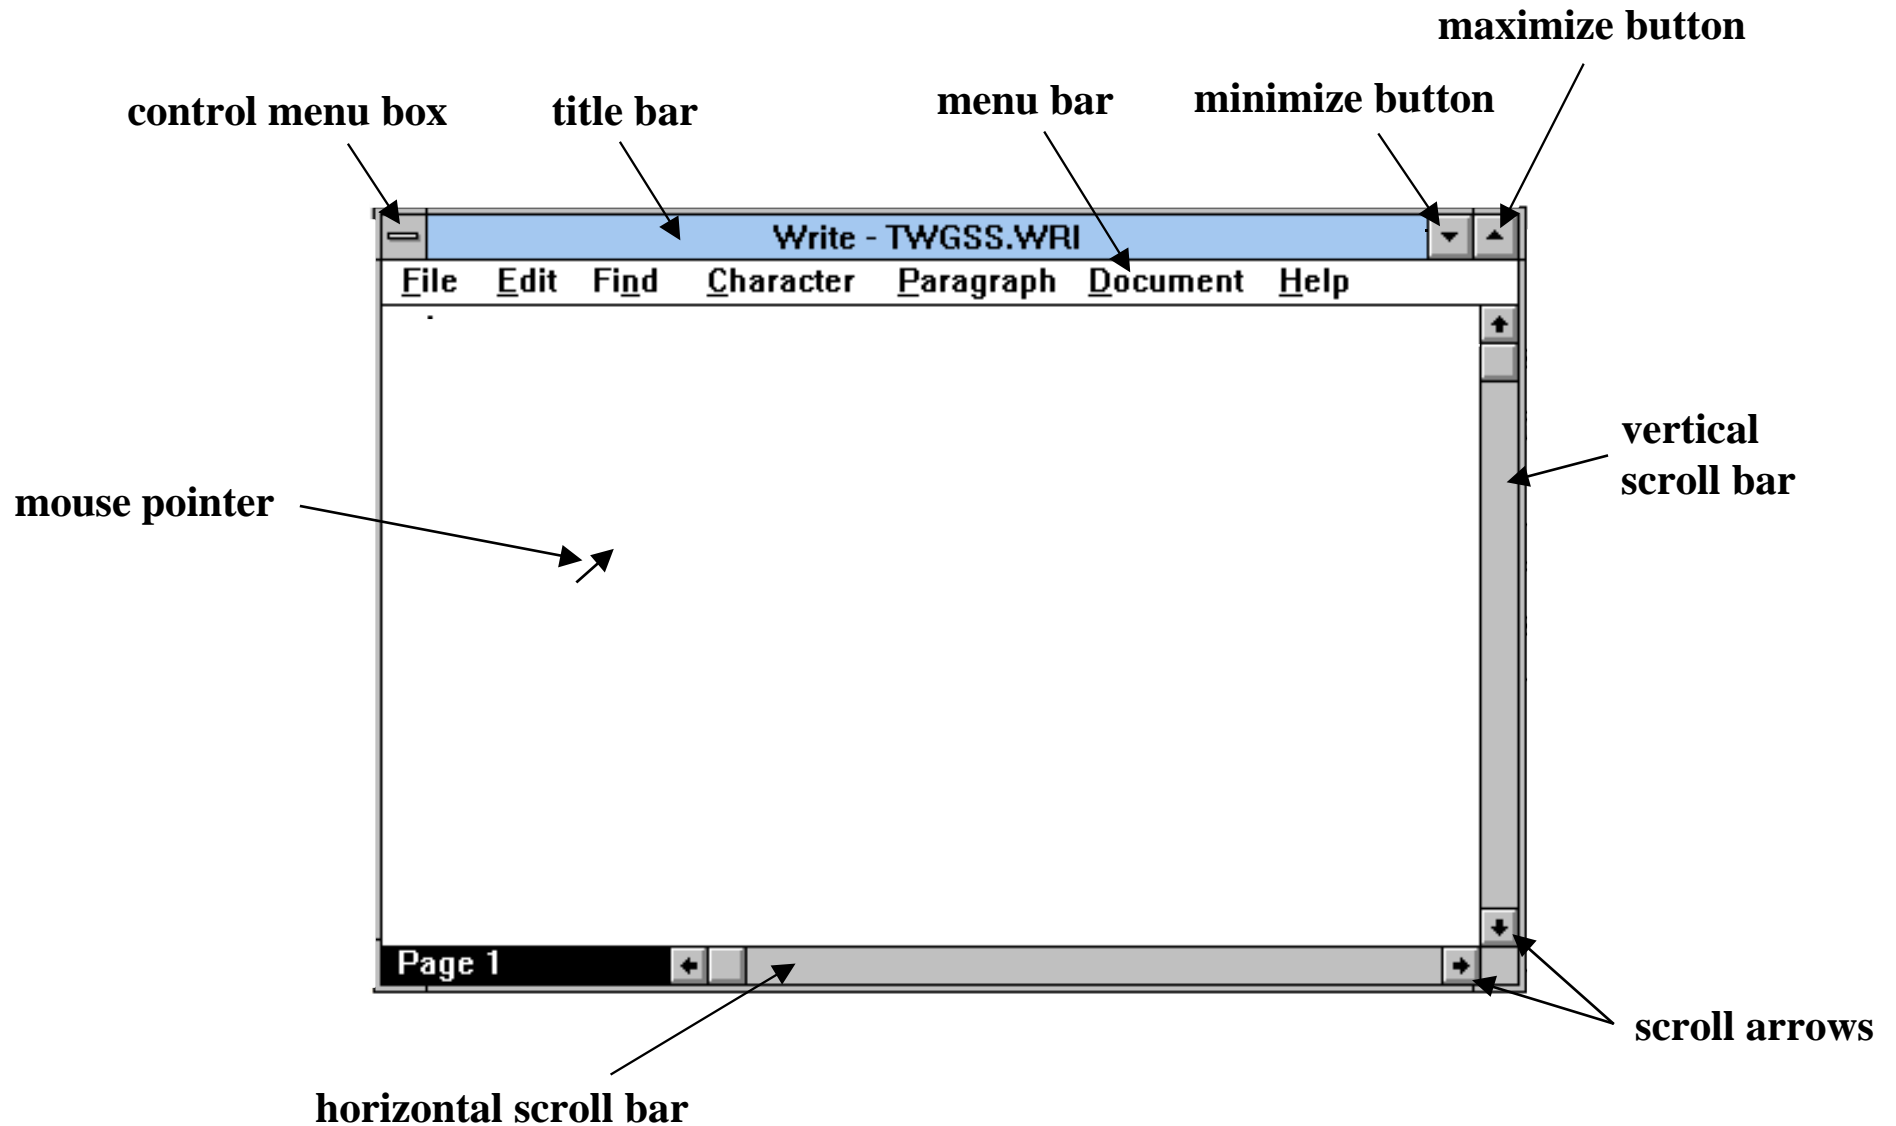 maximize button
control menu box
title bar
menu bar
minimize button
Write - TWGSS.WRI
File Edit Find Character Paragraph Document Help
vertical
scroll bar
mouse pointer
Page 1
scroll arrows
horizontal scroll bar